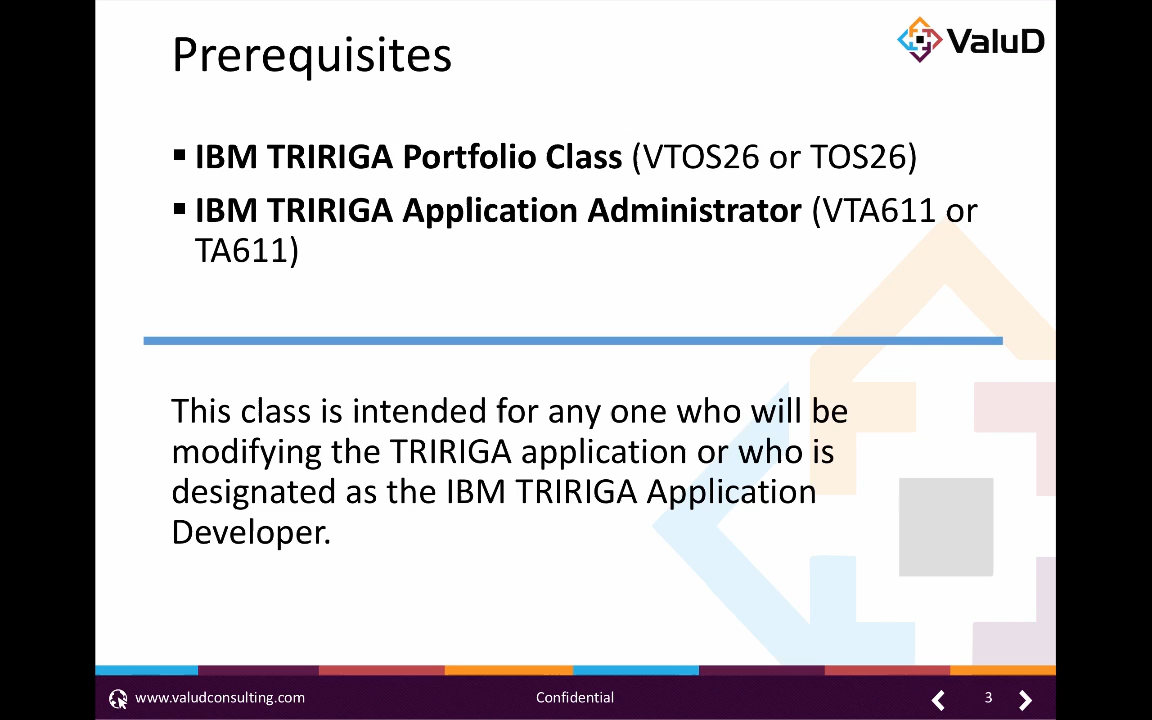 Prerequisites
ValuD
▪ IBM TRIRIGA Portfolio Class (VTOS26 or TOS26)
▪ IBM TRIRIGA Application Administrator (VTA611 or
TA611)
This class is intended for any one who will be
modifying the TRIRIGA application or who is
designated as the IBM TRIRIGA Application
Developer.
www.valudconsulting.com
Confidential
3